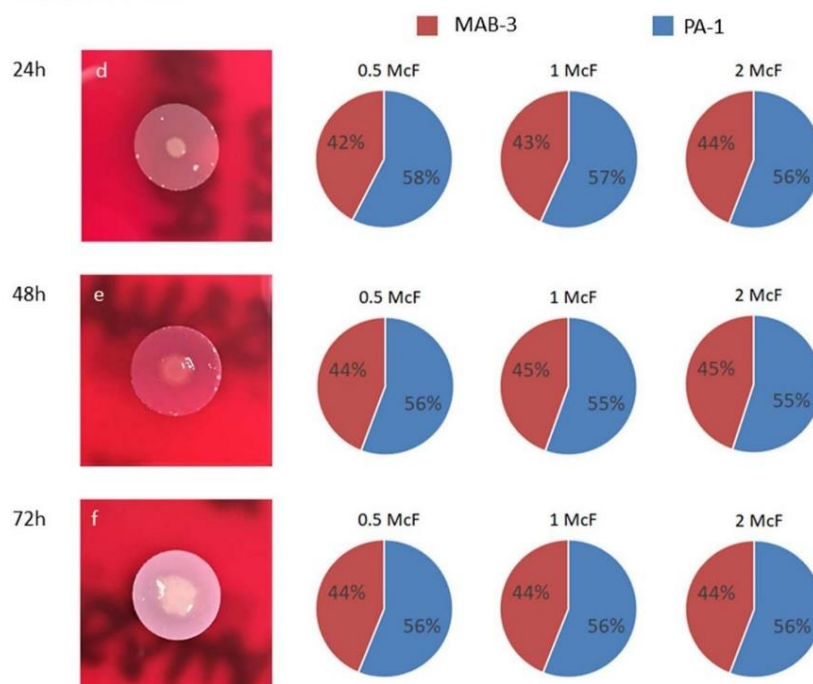 MAB-3 PA-1
24h d 0.5 McF 1 McF 2 McF
42% 58% 43% 57% 44% 56%
48h e 0.5 McF 1 McF 2 McF
44% 56% 45% 55% 45% 55%
72h f 0.5 McF 1 McF 2 McF
44% 56% 44% 56% 44% 56%